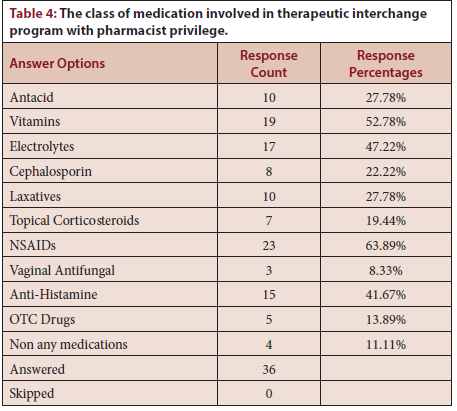 Table 4: The class of medication involved in therapeutic interchange
program with pharmacist privilege.
Answer Options Response Count Response Percentages
Antacid 10 27.78%
Vitamins 19 52.78%
Electrolytes 17 47.22%
Cephalosporin 8 22.22%
Laxatives 10 27.78%
Topical Corticosteroids 7 19.44%
NSAIDs 23 63.89%
Vaginal Antifungal 3 8.33%
Anti-Histamine 15 41.67%
OTC Drugs 5 13.89%
Non any medications 4 11.11%
Answered 36
Skipped 0